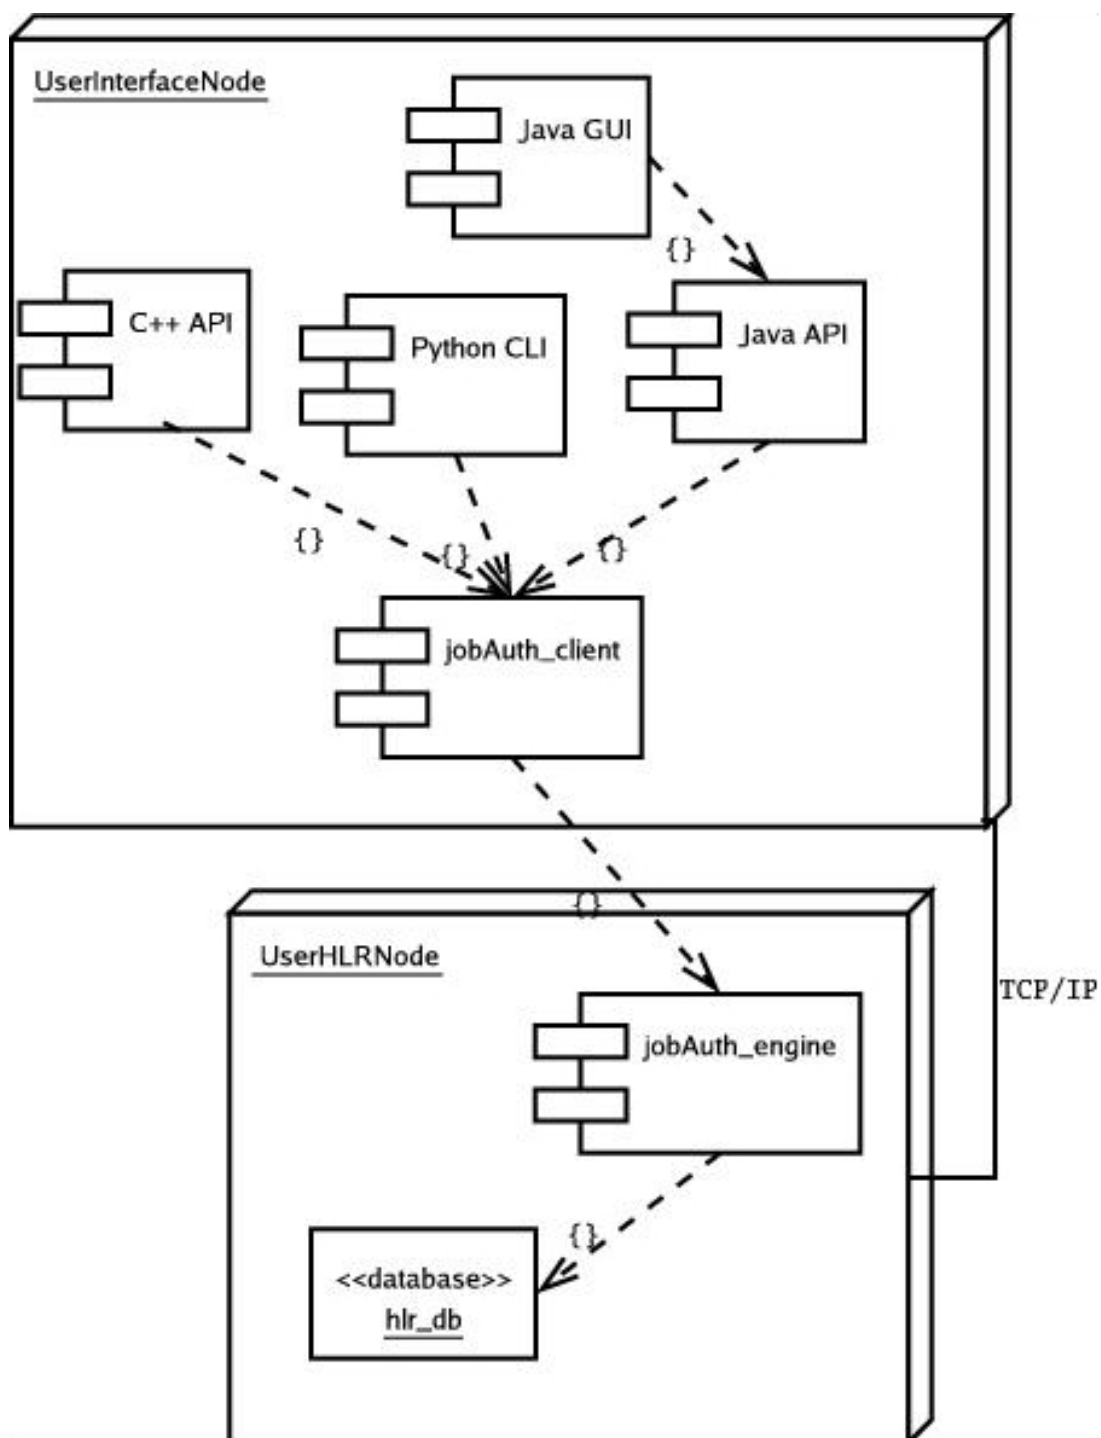 UserInterfaceNode
Java GUI
{}
C++ API
Python CLI
Java API
{}
{}
{}
jobAuth_client
{}
UserHLRNode
TCP/IP
jobAuth_engine
{}
<<database>>
hlr_db